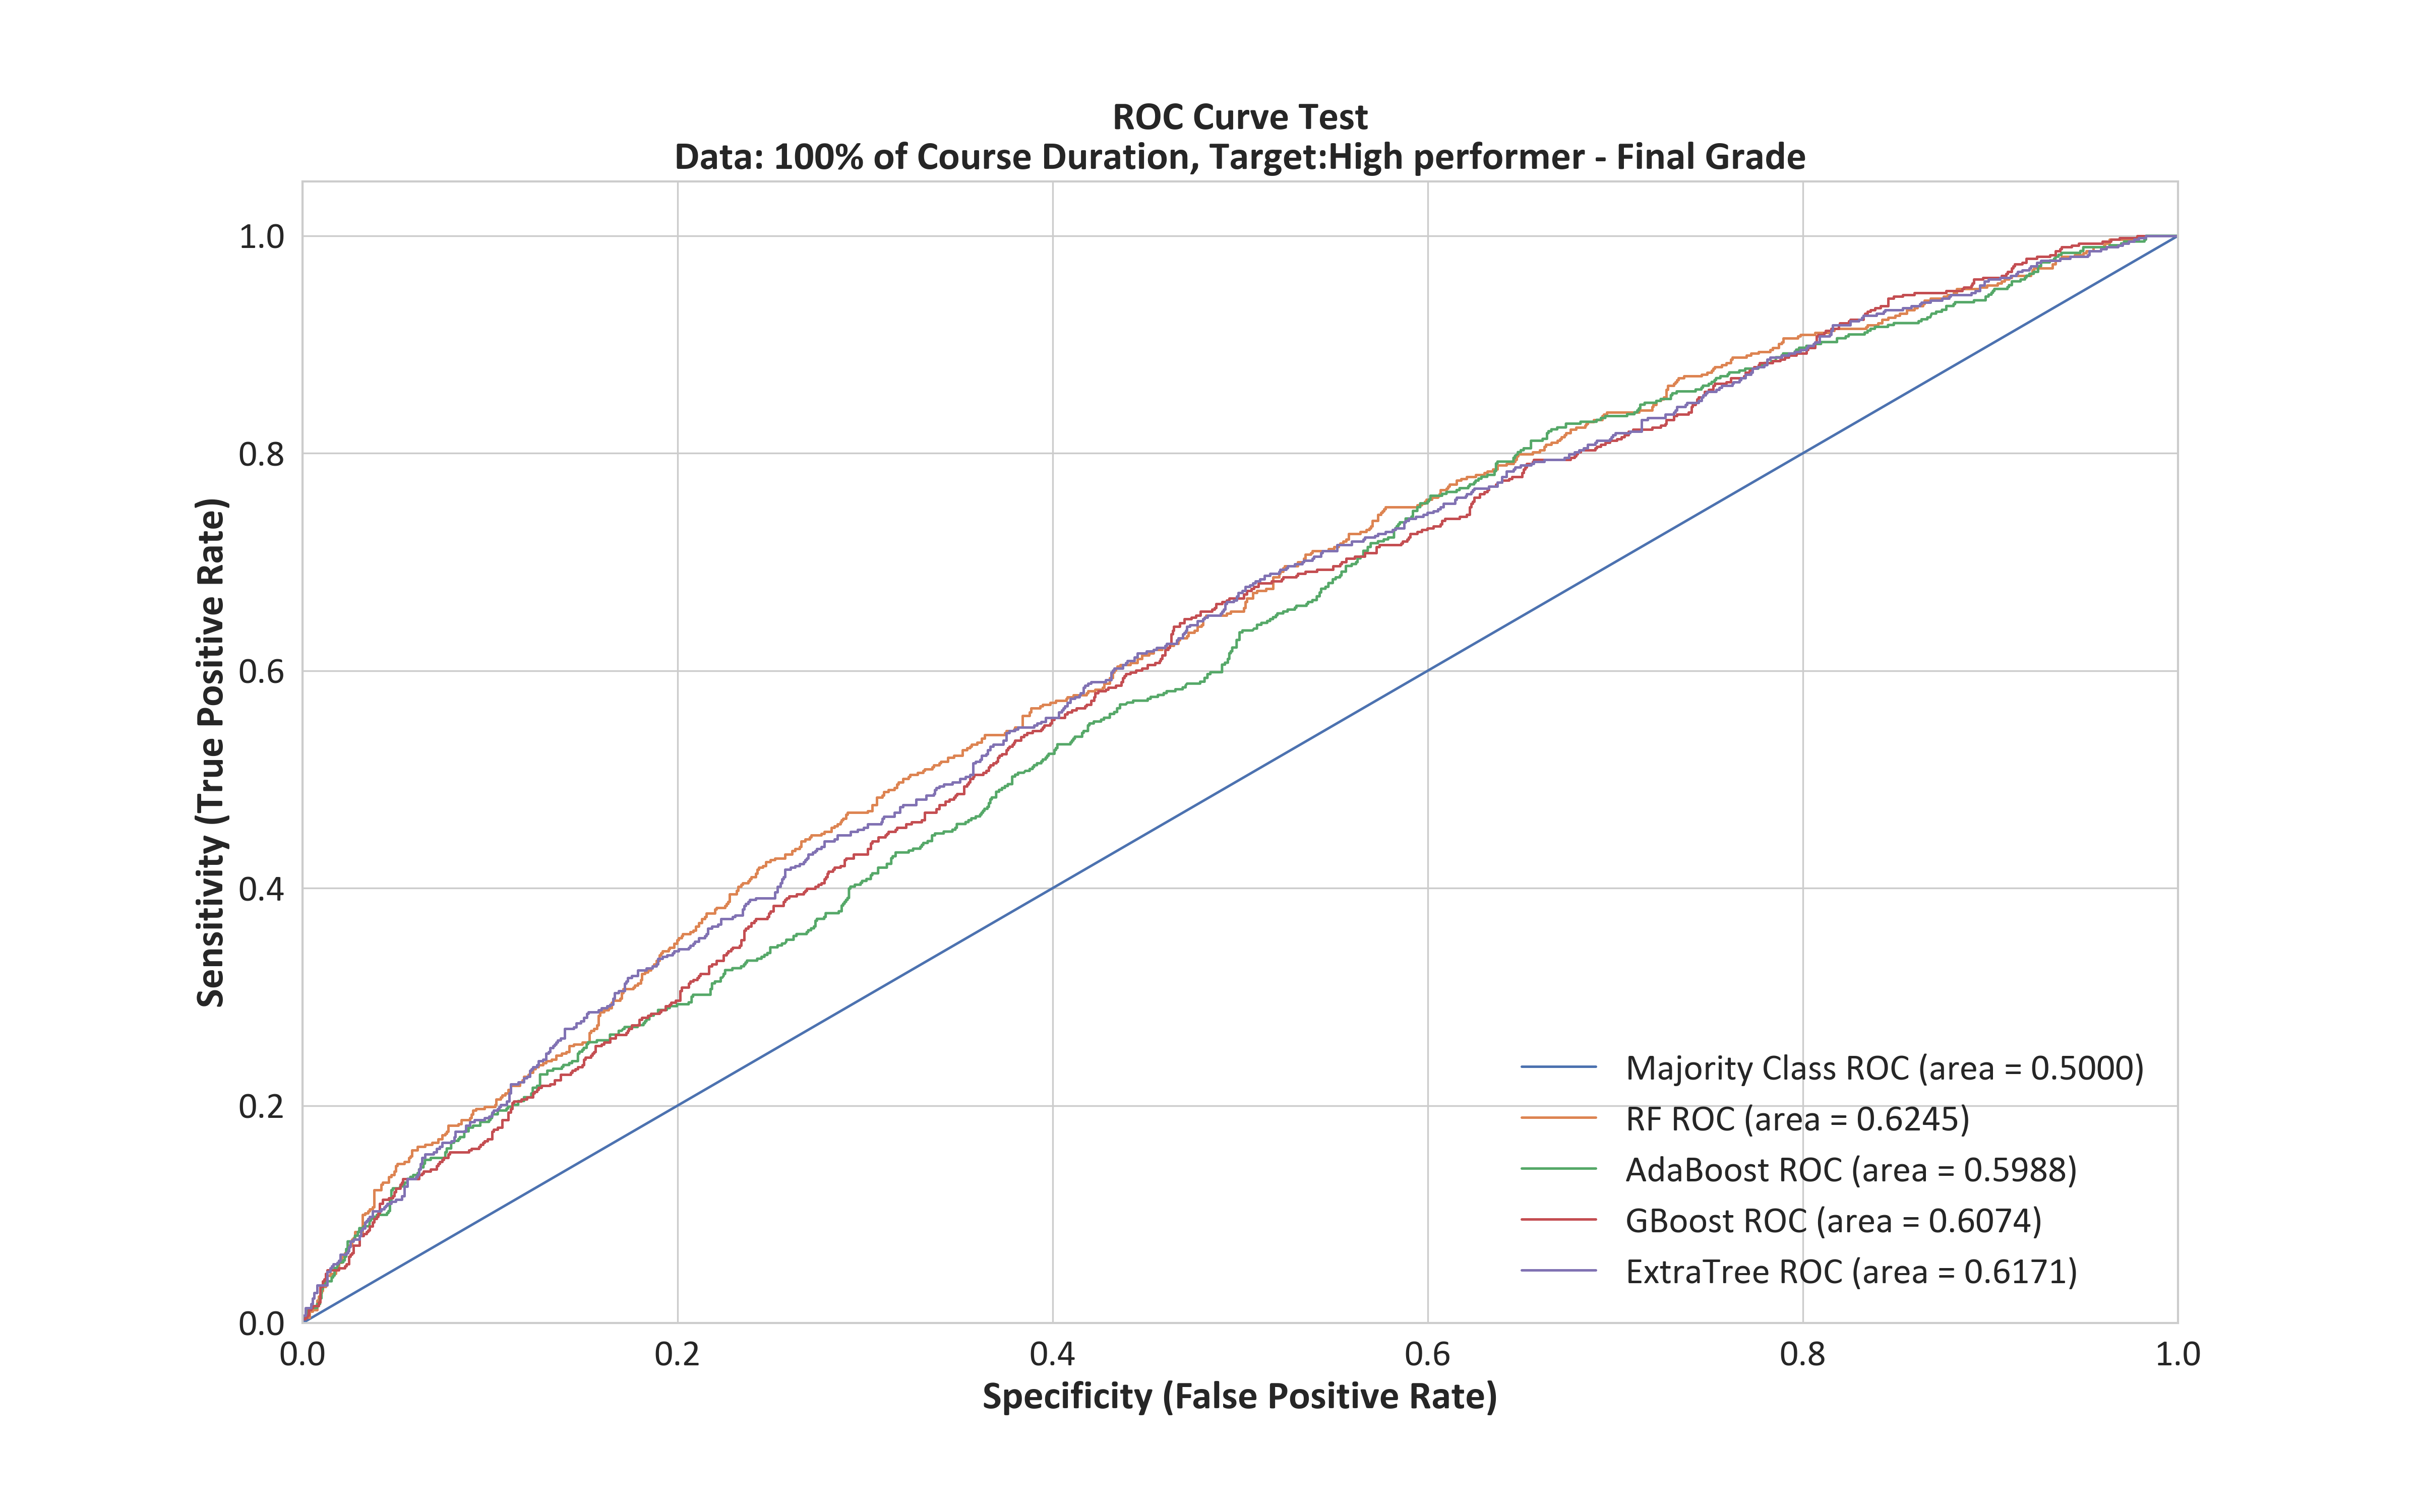 ROC Curve Test
Data: 100% of Course Duration, Target:High performer - Final Grade
Sensitivity (True Positive Rate)
1.0
0.8
0.6
0.4
0.2
0.0
0.0 0.2 0.4 0.6 0.8 1.0
Specificity (False Positive Rate)
Majority Class ROC (area = 0.5000)
RF ROC (area = 0.6245)
AdaBoost ROC (area = 0.5988)
GBoost ROC (area = 0.6074)
ExtraTree ROC (area = 0.6171)